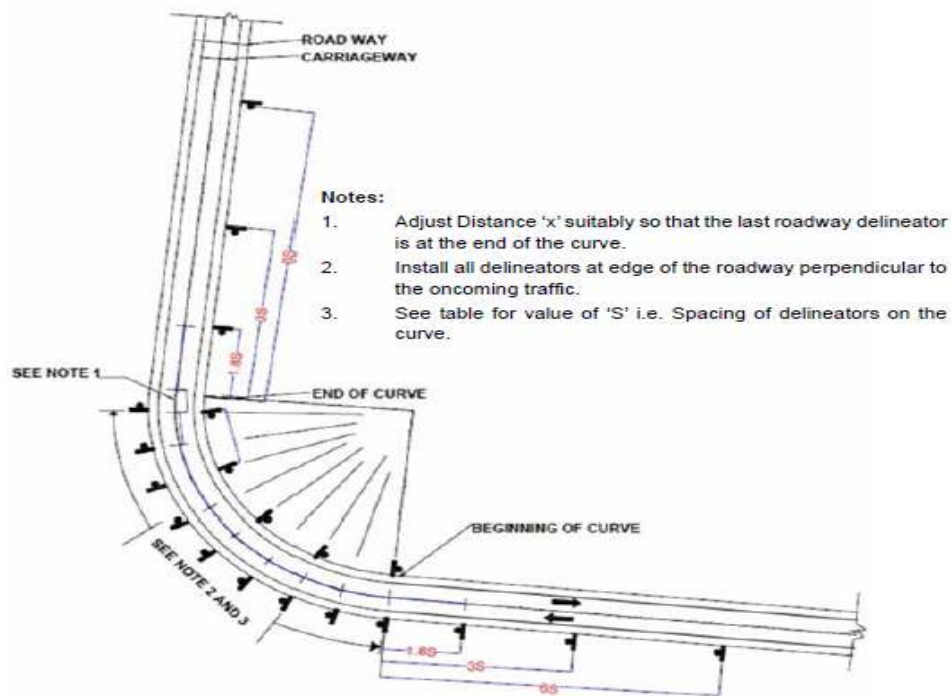 ROAD WAY
CARRIAGEWAY
6S
3S
1.8S
Notes:
1. Adjust Distance ‘x’ suitably so that the last roadway delineator
is at the end of the curve.
2. Install all delineators at edge of the roadway perpendicular to
the oncoming traffic.
3. See table for value of ‘S’ i.e. Spacing of delineators on the
curve.
SEE NOTE 1
END OF CURVE
BEGINNING OF CURVE
SEE NOTE 2 AND 3
1.8S
3S
6S